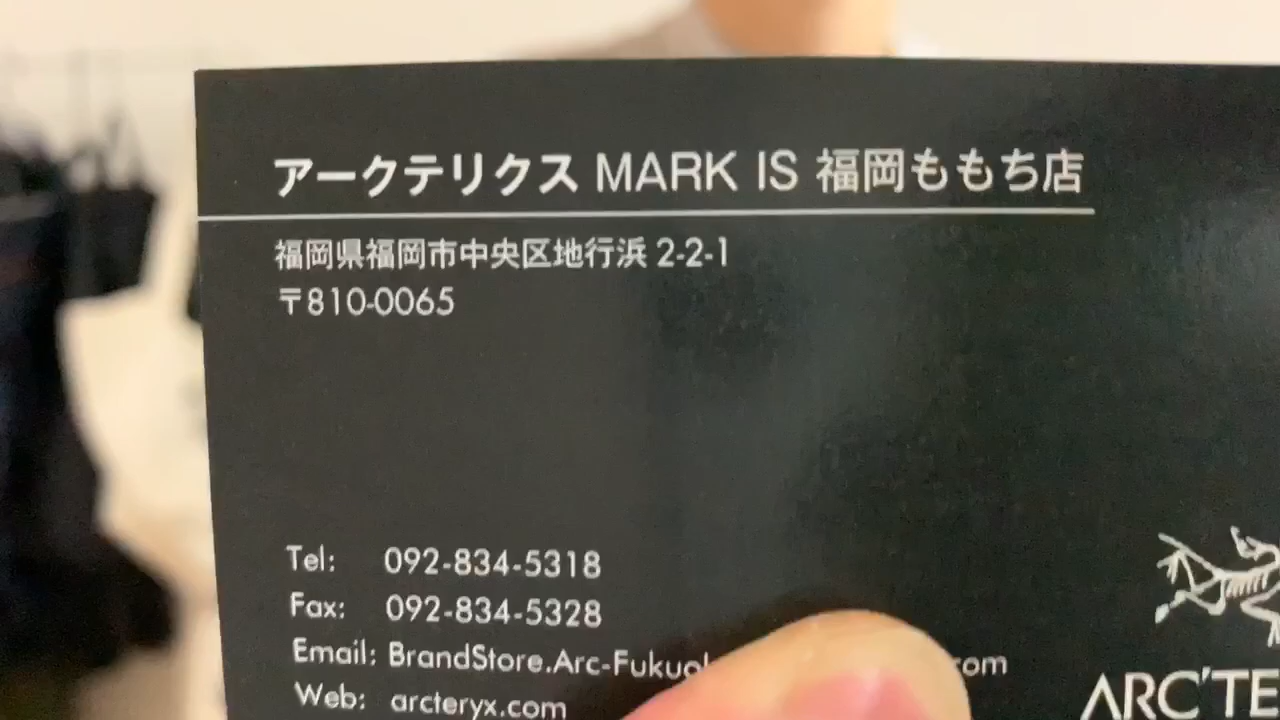 アークテリクス MARK IS 福岡ももち店
福岡県福岡市中央区地行浜 2-2-1
〒810-0065
Tel: 092-834-5318
Fax: 092-834-5328
Email:
Web: arcteryx.com